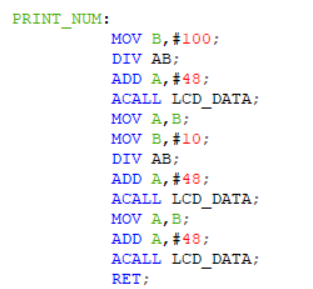 PRINT_NUM:
MOV B,#100;
DIV AB;
ADD A,#48;
ACALL LCD_DATA;
MOV A,B;
MOV B,#10;
DIV AB;
ADD A,#48;
ACALL LCD_DATA;
MOV A,B;
ADD A,#48;
ACALL LCD_DATA;
RET;